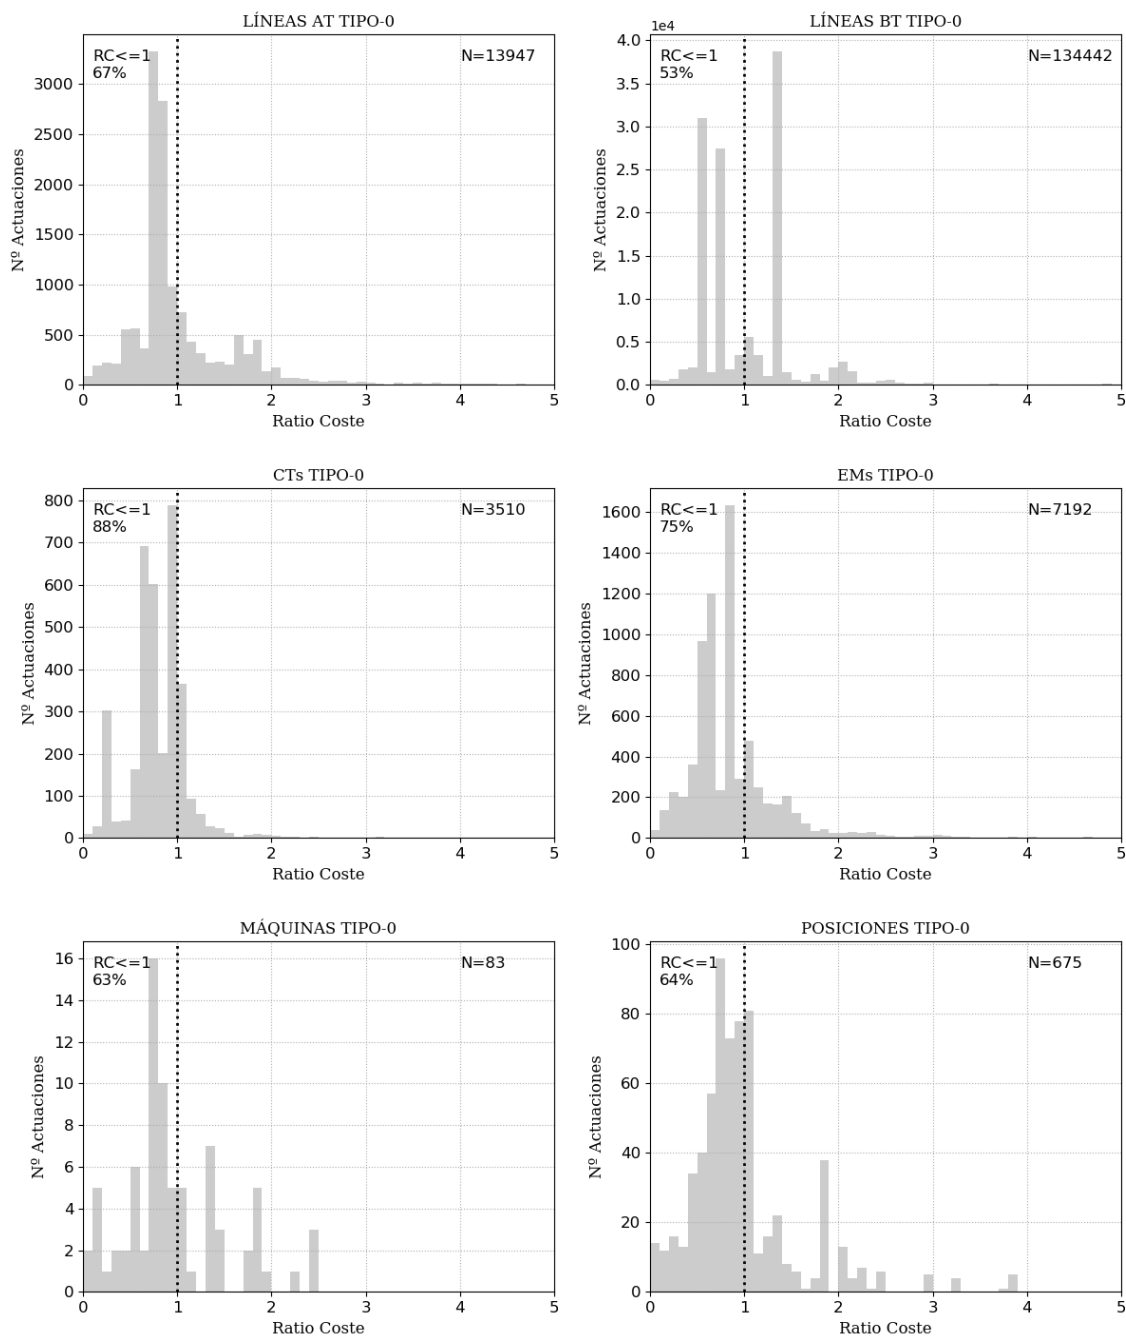 LÍNEAS AT TIPO-0
RC<=1
67%
N=13947
3000
2500
2000
1500
1000
500
0
Nº Actuaciones
0 1 2 3 4 5
Ratio Coste
LÍNEAS BT TIPO-0
1e4
RC<=1
53%
N=134442
4.0
3.5
3.0
2.5
2.0
1.5
1.0
0.5
0.0
Nº Actuaciones
0 1 2 3 4 5
Ratio Coste
CTs TIPO-0
RC<=1
88%
N=3510
800
700
600
500
400
300
200
100
0
Nº Actuaciones
0 1 2 3 4 5
Ratio Coste
EMs TIPO-0
RC<=1
75%
N=7192
1600
1400
1200
1000
800
600
400
200
0
Nº Actuaciones
0 1 2 3 4 5
Ratio Coste
MÁQUINAS TIPO-0
RC<=1
63%
N=83
16
14
12
10
8
6
4
2
0
Nº Actuaciones
0 1 2 3 4 5
Ratio Coste
POSICIONES TIPO-0
RC<=1
64%
N=675
100
80
60
40
20
0
Nº Actuaciones
0 1 2 3 4 5
Ratio Coste